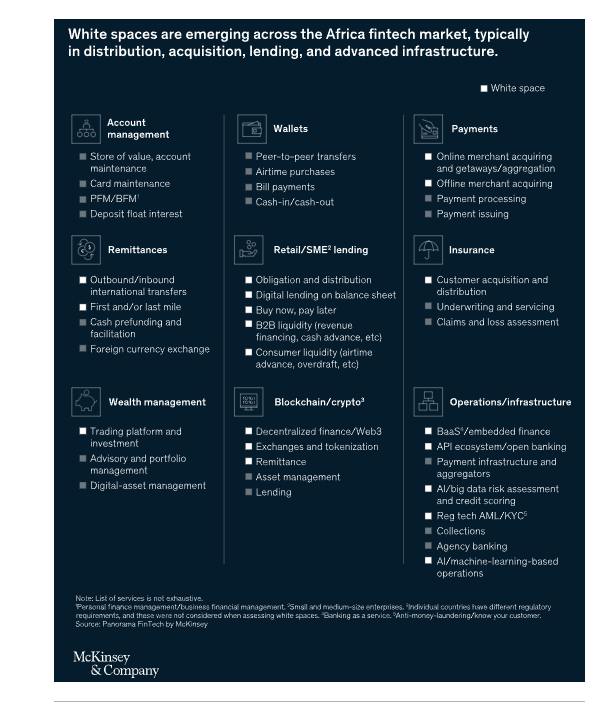 White spaces are emerging across the Africa fintech market, typically
in distribution, acquisition, lending, and advanced infrastructure.
White space
Account
management
Store of value, account
maintenance
Card maintenance
PFM/BFM¹
Deposit float interest
Wallets
Peer-to-peer transfers
Airtime purchases
Bill payments
Cash-in/cash-out
Payments
Online merchant acquiring
and getaways/aggregation
Offline merchant acquiring
Payment processing
Payment issuing
Remittances
Outbound/inbound
international transfers
First and/or last mile
Cash prefunding and
facilitation
Foreign currency exchange
Retail/SME² lending
Obligation and distribution
Digital lending on balance sheet
Buy now, pay later
B2B liquidity (revenue
financing, cash advance, etc)
Consumer liquidity (airtime
advance, overdraft, etc)
Insurance
Customer acquisition and
distribution
Underwriting and servicing
Claims and loss assessment
Wealth management
Trading platform and
investment
Advisory and portfolio
management
Digital-asset management
Blockchain/crypto³
Decentralized finance/Web3
Exchanges and tokenization
Remittance
Asset management
Lending
Operations/infrastructure
BaaS⁴/embedded finance
API ecosystem/open banking
Payment infrastructure and
aggregators
AI/big data risk assessment
and credit scoring
Reg tech AML/KYC⁵
Collections
Agency banking
AI/machine-learning-based
operations
Note: List of services is not exhaustive.
¹Personal finance management/business financial management. ²Small and medium-size enterprises. ³Individual countries have different regulatory
requirements, and these were not considered when assessing white spaces. ⁴Banking as a service. ⁵Anti-money-laundering/know your customer.
Source: Panorama FinTech by McKinsey
McKinsey
& Company